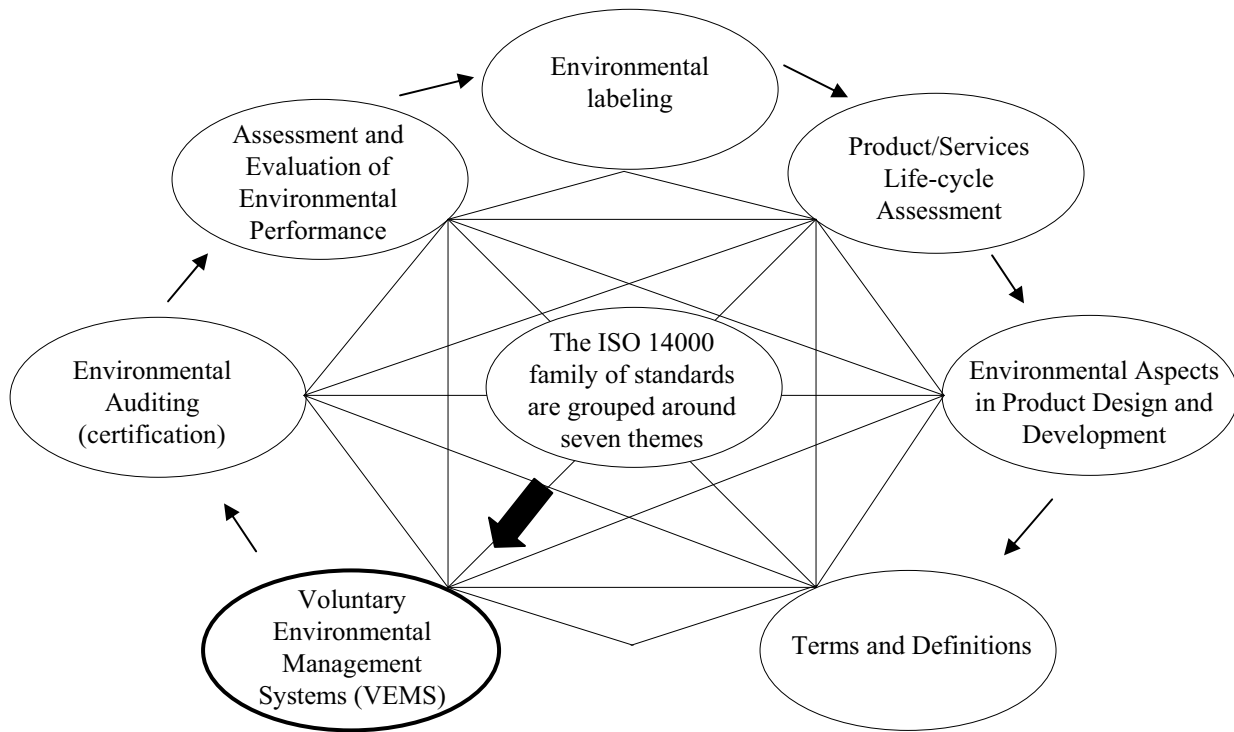 Environmental
labeling
Assessment and
Evaluation of
Environmental
Performance
Product/Services
Life-cycle
Assessment
Environmental
Auditing
(certification)
The ISO 14000
family of standards
are grouped around
seven themes
Environmental Aspects
in Product Design and
Development
Voluntary
Environmental
Management
Systems (VEMS)
Terms and Definitions